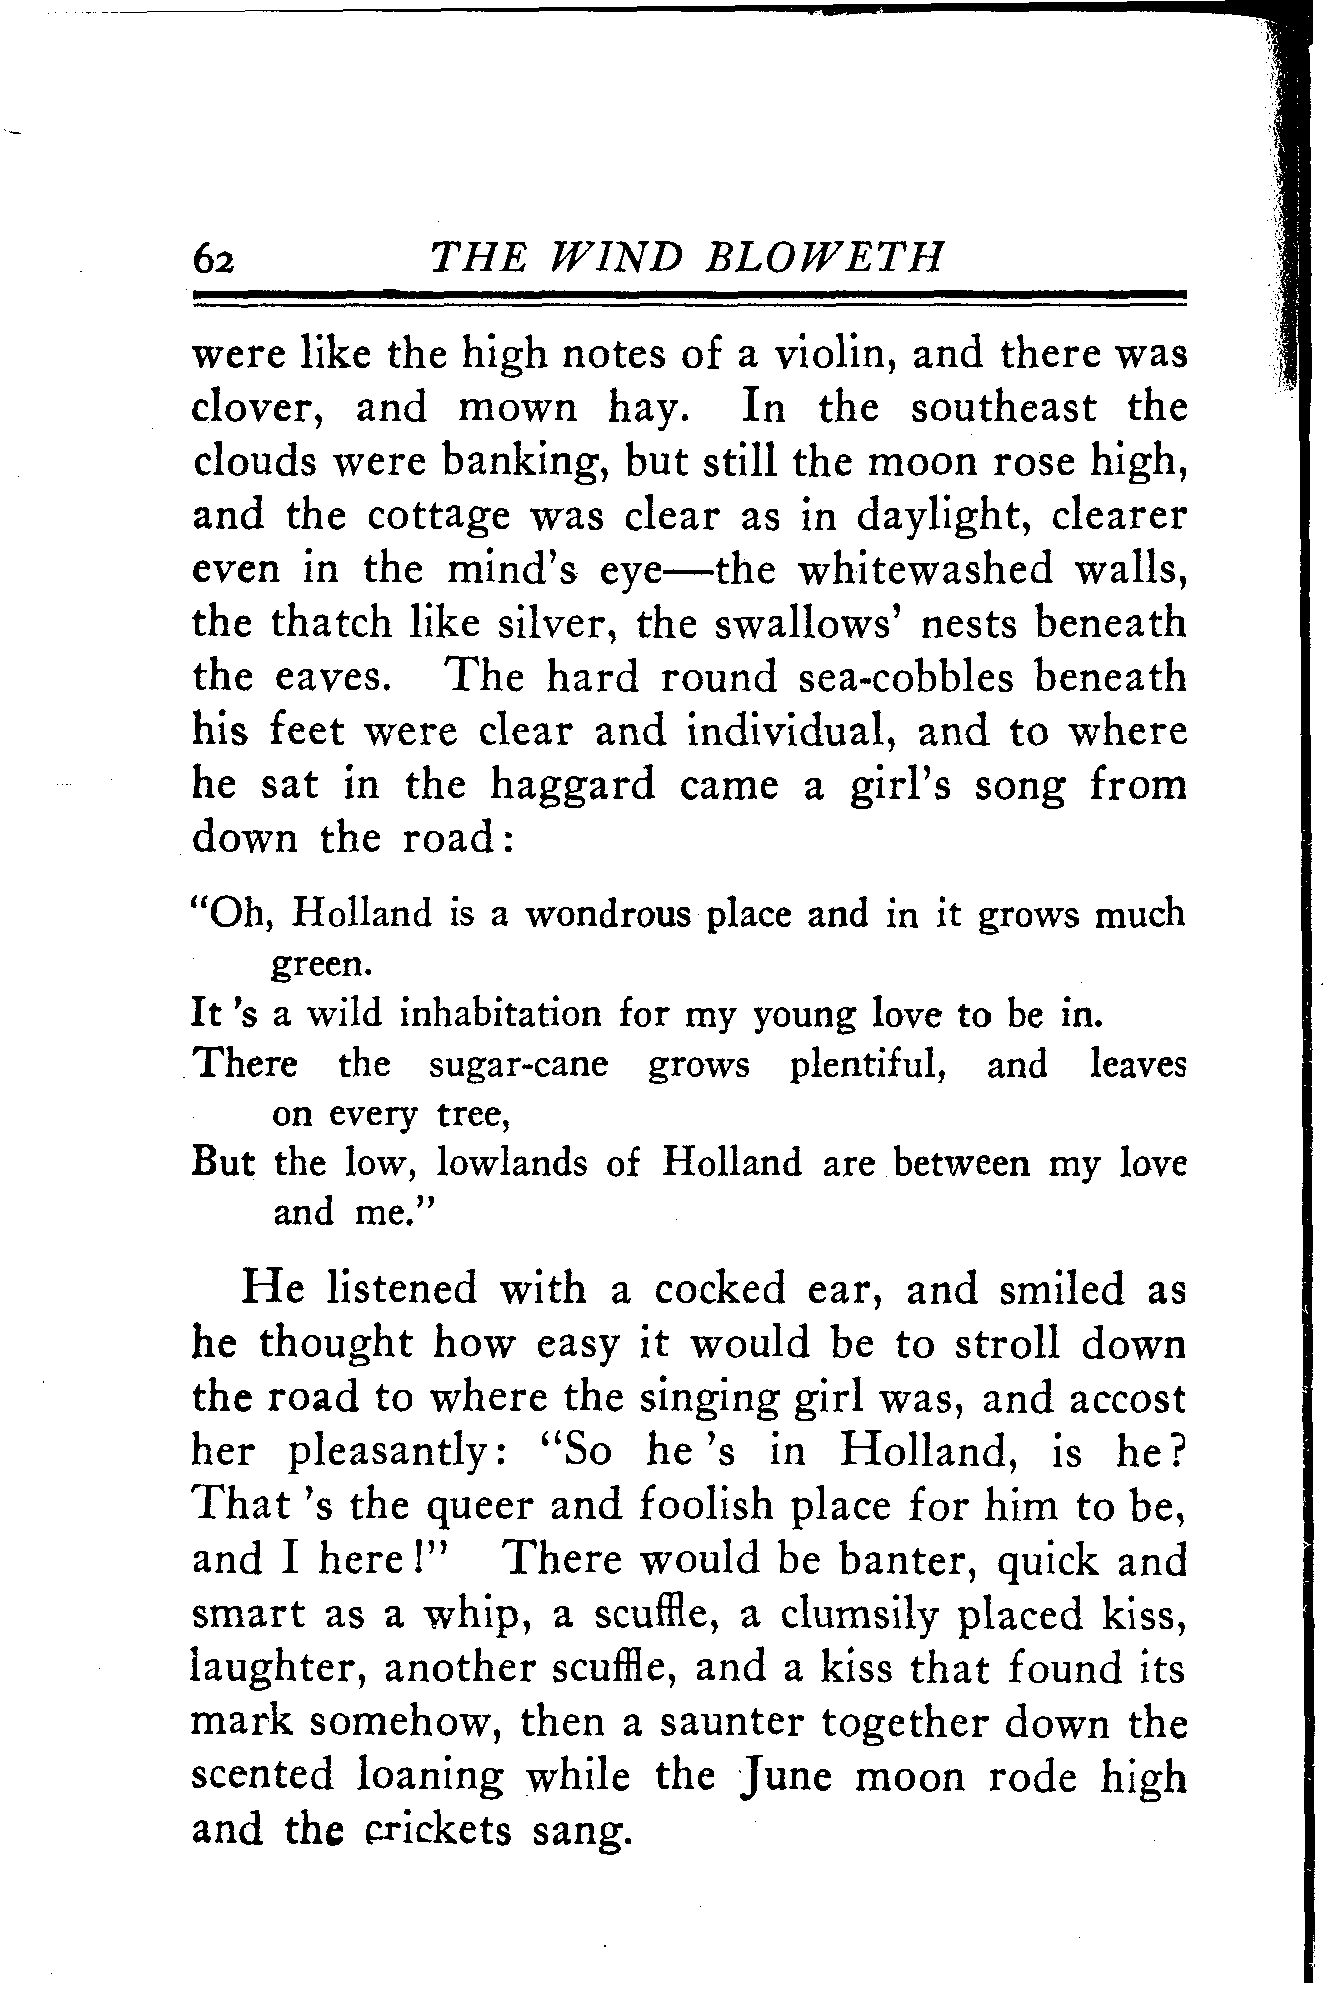 62 THE WIND BLOWETH
were like the high notes of a violin, and there was
clover, and mown hay. In the southeast the
clouds were banking, but still the moon rose high,
and the cottage was clear as in daylight, clearer
even in the mind's eye—the whitewashed walls,
the thatch like silver, the swallows' nests beneath
the eaves. The hard round sea-cobbles beneath
his feet were clear and individual, and to where
he sat in the haggard came a girl's song from
down the road:
“Oh, Holland is a wondrous place and in it grows much
green.
It 's a wild inhabitation for my young love to be in.
There the sugar-cane grows plentiful, and leaves
on every tree,
But the low, lowlands of Holland are between my love
and me.”
He listened with a cocked ear, and smiled as
he thought how easy it would be to stroll down
the road to where the singing girl was, and accost
her pleasantly: “So he 's in Holland, is he?
That 's the queer and foolish place for him to be,
and I here!” There would be banter, quick and
smart as a whip, a scuffle, a clumsily placed kiss,
laughter, another scuffle, and a kiss that found its
mark somehow, then a saunter together down the
scented loaning while the June moon rode high
and the crickets sang.